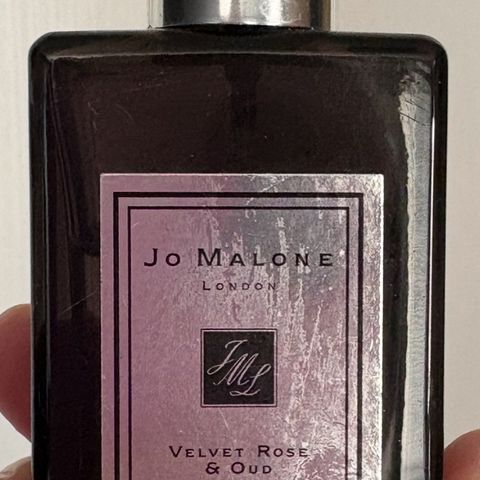 JO MALONE
LONDON
JML
VELVET ROSE
& OUD